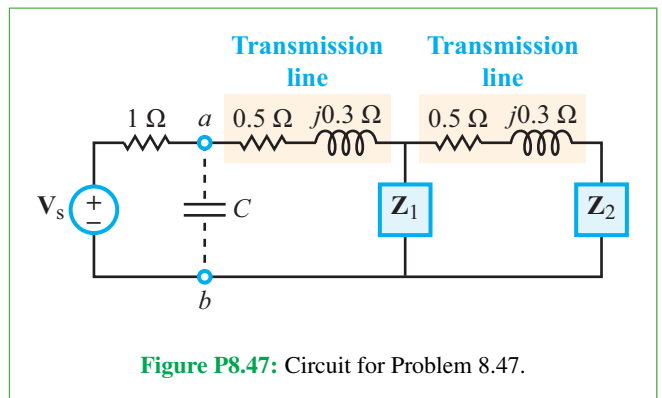 Transmission line
Transmission line
1 Ω
a
0.5 Ω
j0.3 Ω
0.5 Ω
j0.3 Ω
Vs
+
−
C
Z1
Z2
b
Figure P8.47: Circuit for Problem 8.47.